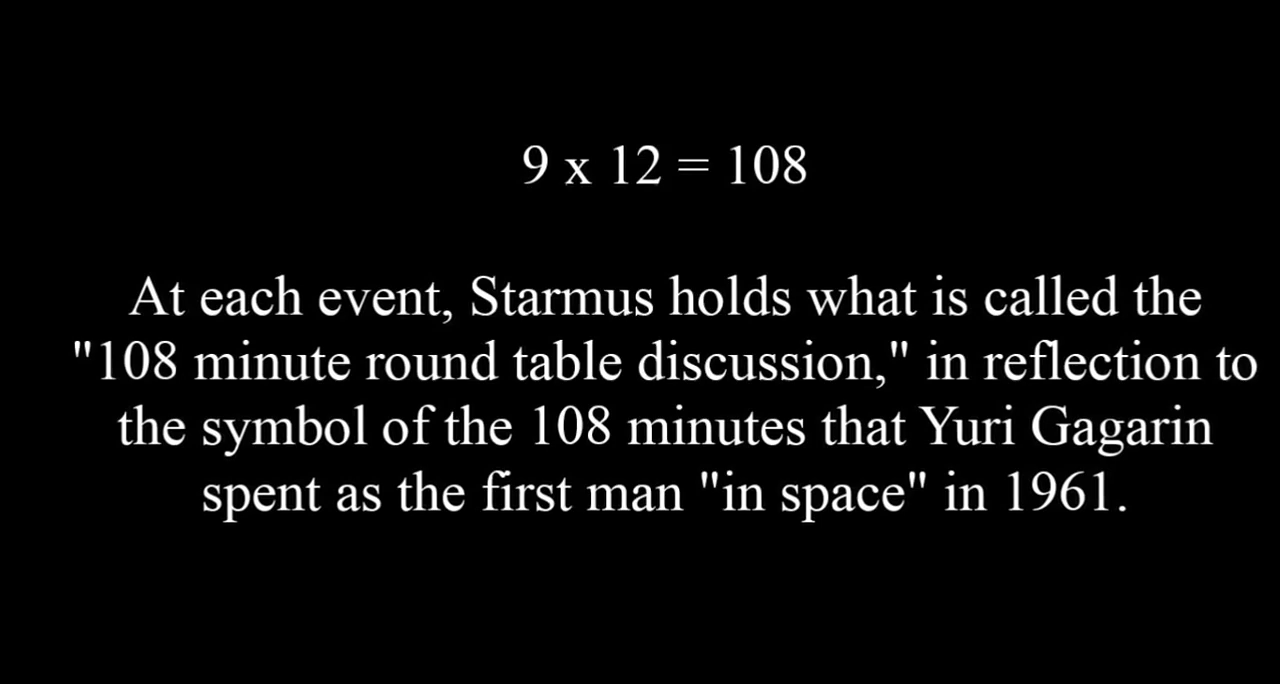 9 x 12 = 108
At each event, Starmus holds what is called the
"108 minute round table discussion," in reflection to
the symbol of the 108 minutes that Yuri Gagarin
spent as the first man "in space" in 1961.